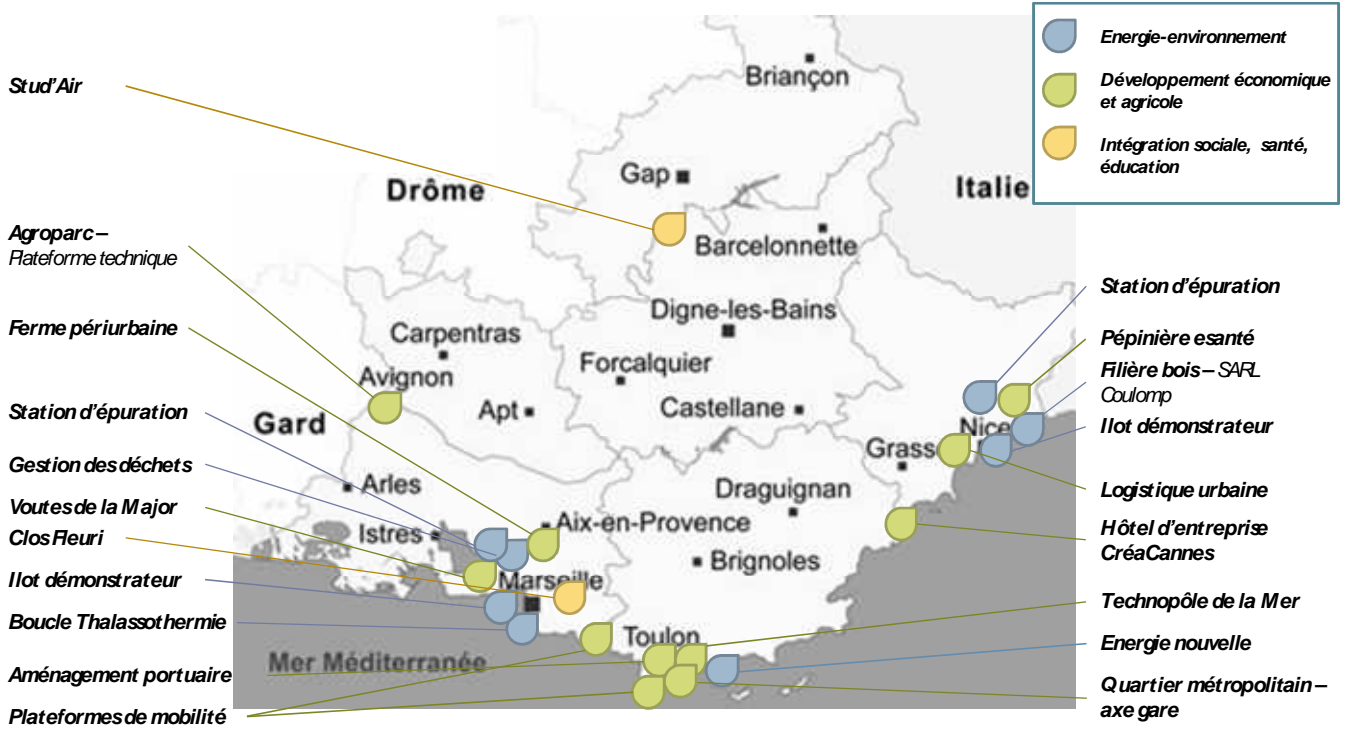 Stud'Air
Agroparc –
Plateforme technique
Ferme périurbaine
Station d'épuration
Gestion des déchets
Voutes de la Major
Clos Fleuri
Ilot démonstrateur
Boucle Thalassothermie
Aménagement portuaire
Plateformes de mobilité
Briançon
Gap
Drôme
Italie
Barcelonnette
Digne-les-Bains
Carpentras
Forcalquier
Avignon
Apt
Castellane
Gard
Nice
Grass
Arles
Draguignan
Istres
Aix-en-Provence
Brignoles
Marseille
Toulon
Mer Méditerranée
Energie-environnement
Développement économique
et agricole
Intégration sociale, santé,
éducation
Station d'épuration
Pépinière esanté
Filière bois – SARL
Coulomp
Ilot démonstrateur
Logistique urbaine
Hôtel d'entreprise
CréaCannes
Technopôle de la Mer
Energie nouvelle
Quartier métropolitain –
axe gare